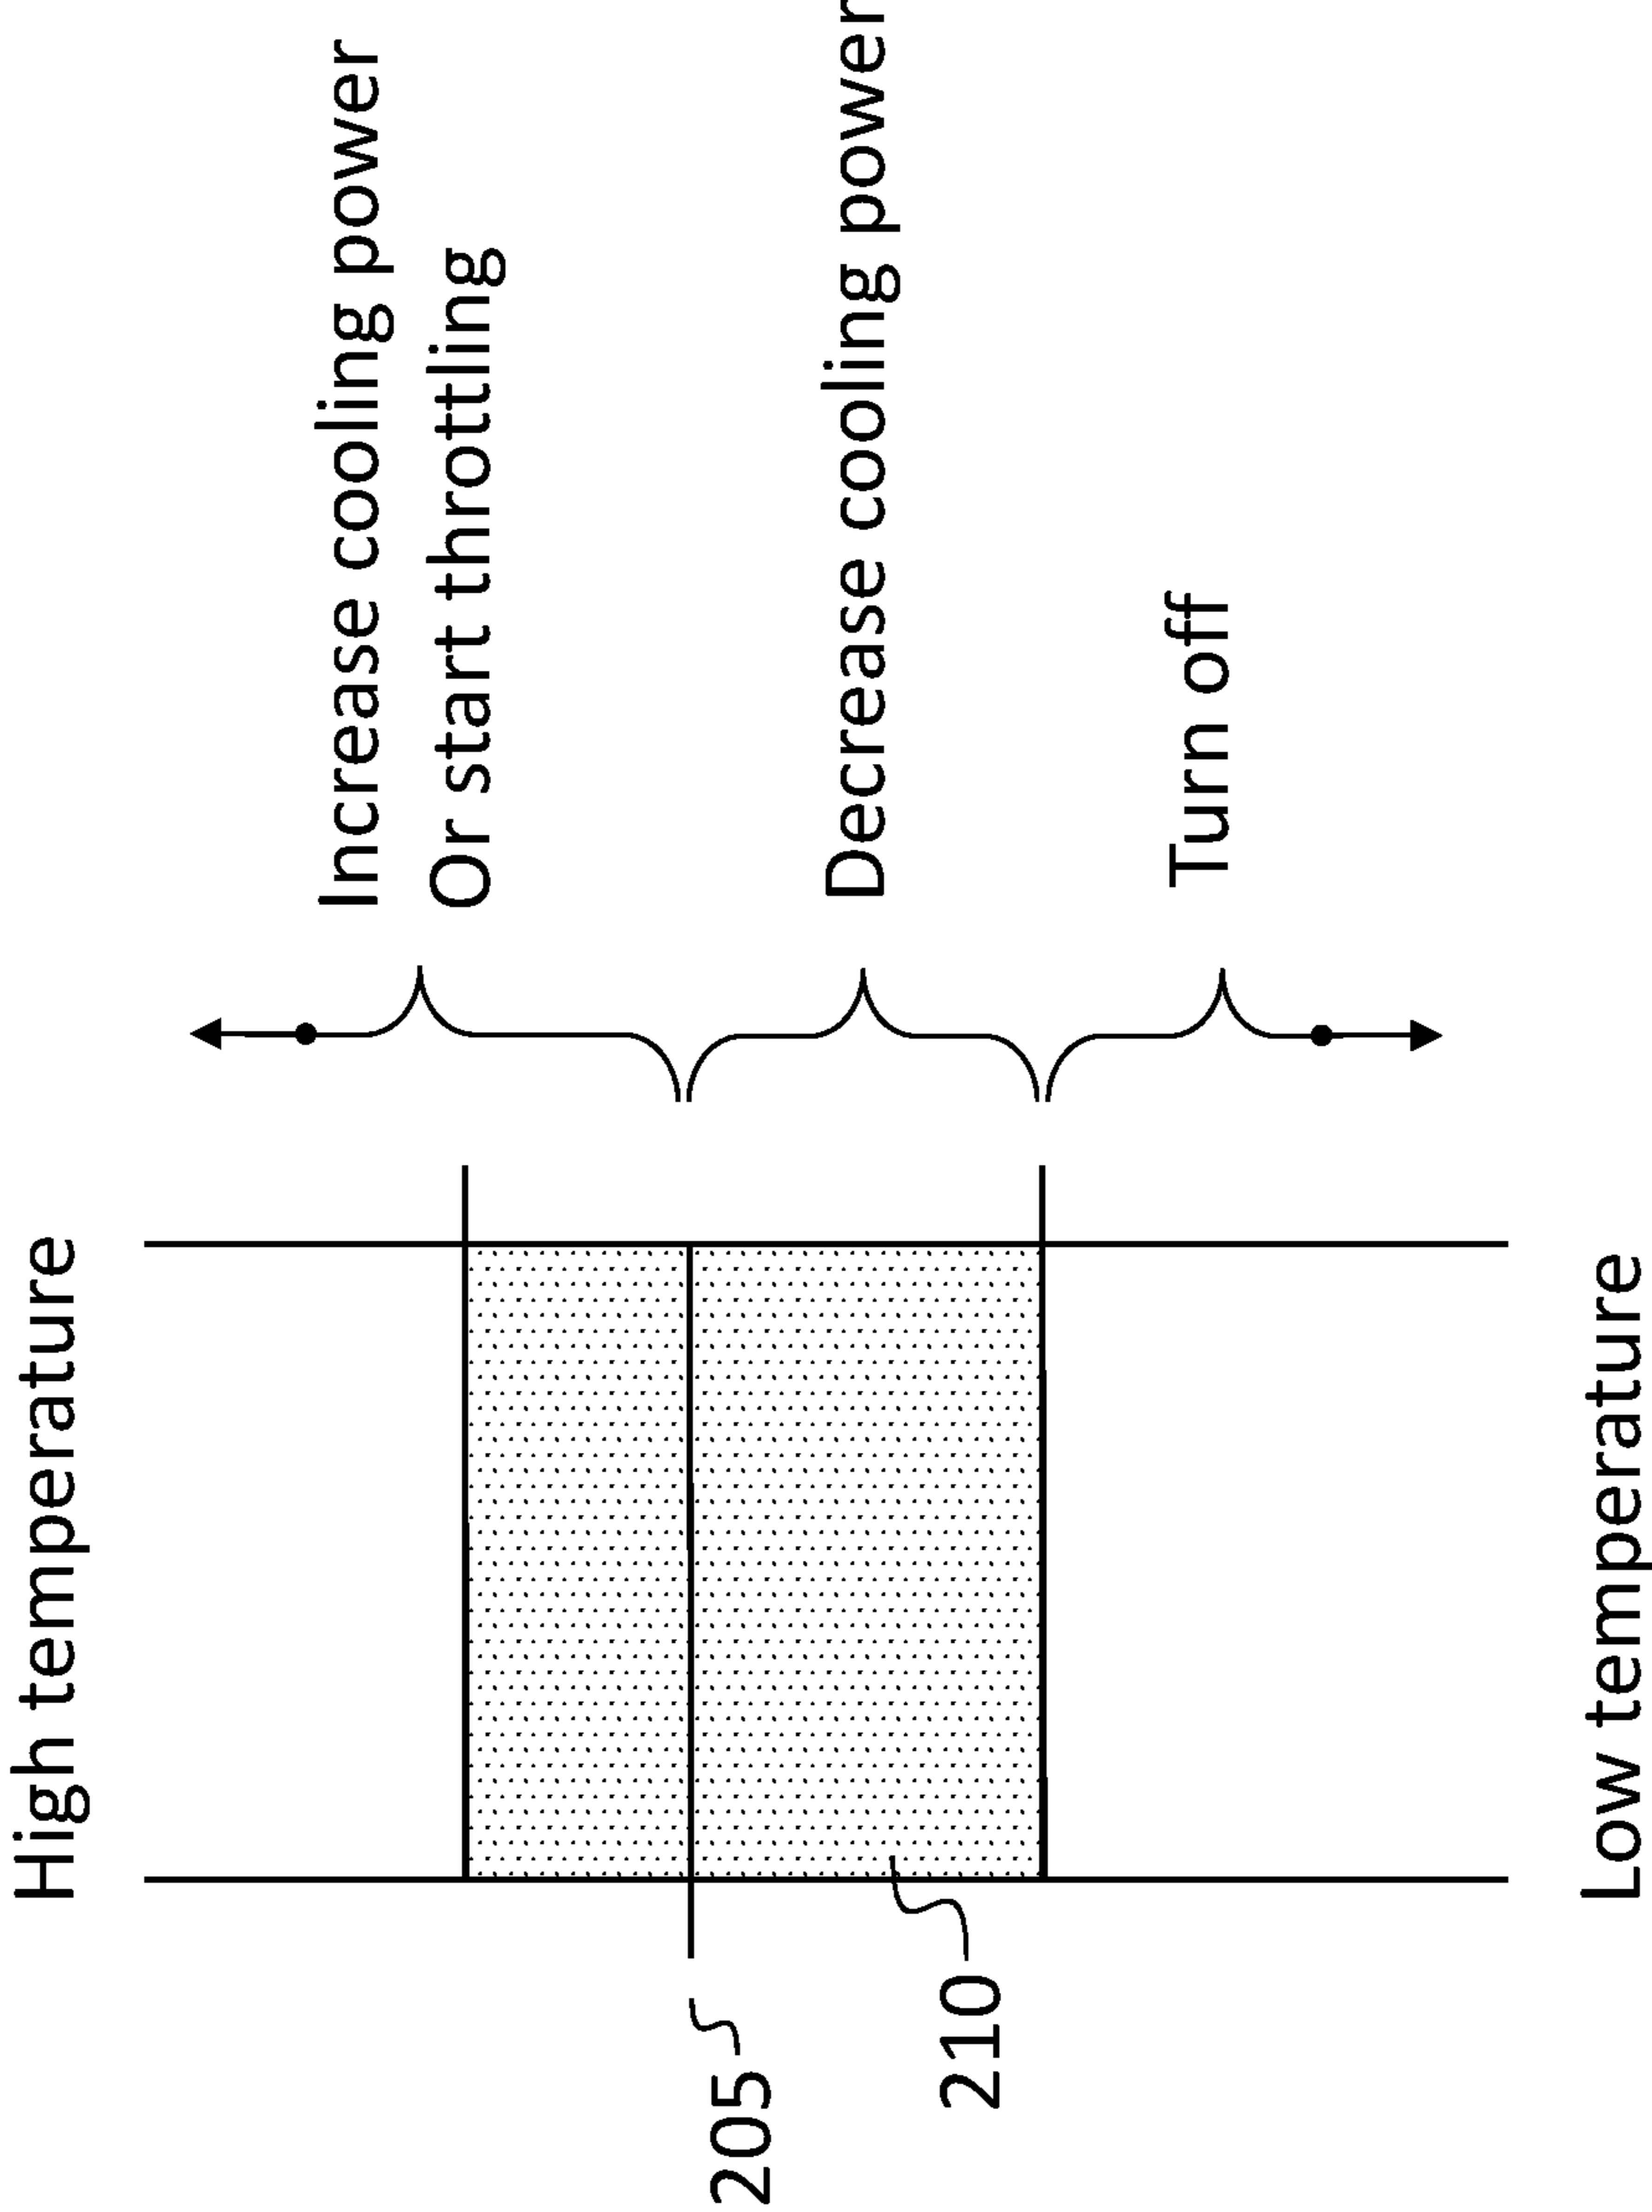 High temperature
Increase cooling power
Or start throttling
205
Decrease cooling power
210
Turn off
Low temperature